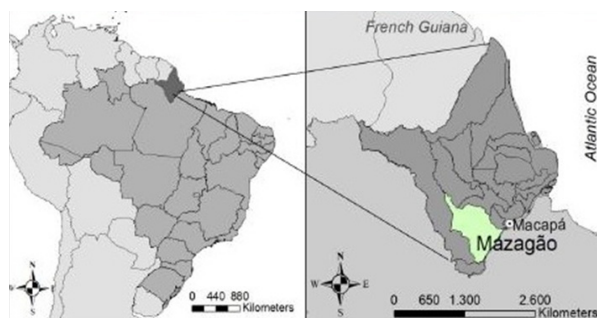 N
W
E
S
0 440 880
Kilometers
French Guiana
Atlantic Ocean
Macapá
Mazagão
N
W
E
S
0 650 1.300 2.600
Kilometers